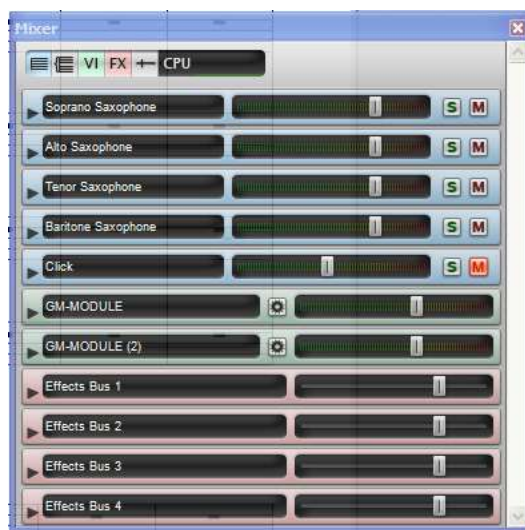 Mixer
VI FX CPU
Soprano Saxophone S M
Alto Saxophone S M
Tenor Saxophone S M
Baritone Saxophone S M
Click S M
GM-MODULE
GM-MODULE (2)
Effects Bus 1
Effects Bus 2
Effects Bus 3
Effects Bus 4